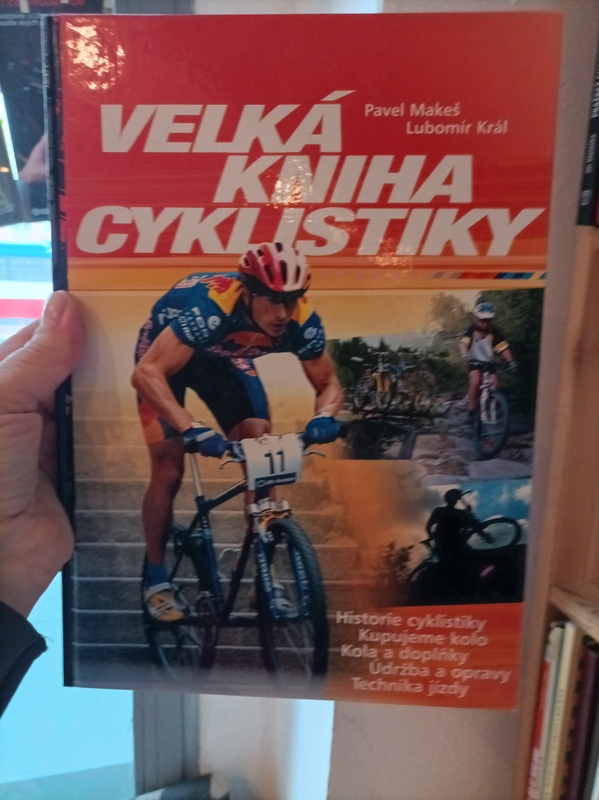 Pavel Makeš
Lubomír Král
VELKÁ
KNIHA
CYKLISTIKY
11
Historie cyklistiky
Kupujeme kolo
Kola a doplňky
Údržba a opravy
Technika jízdy